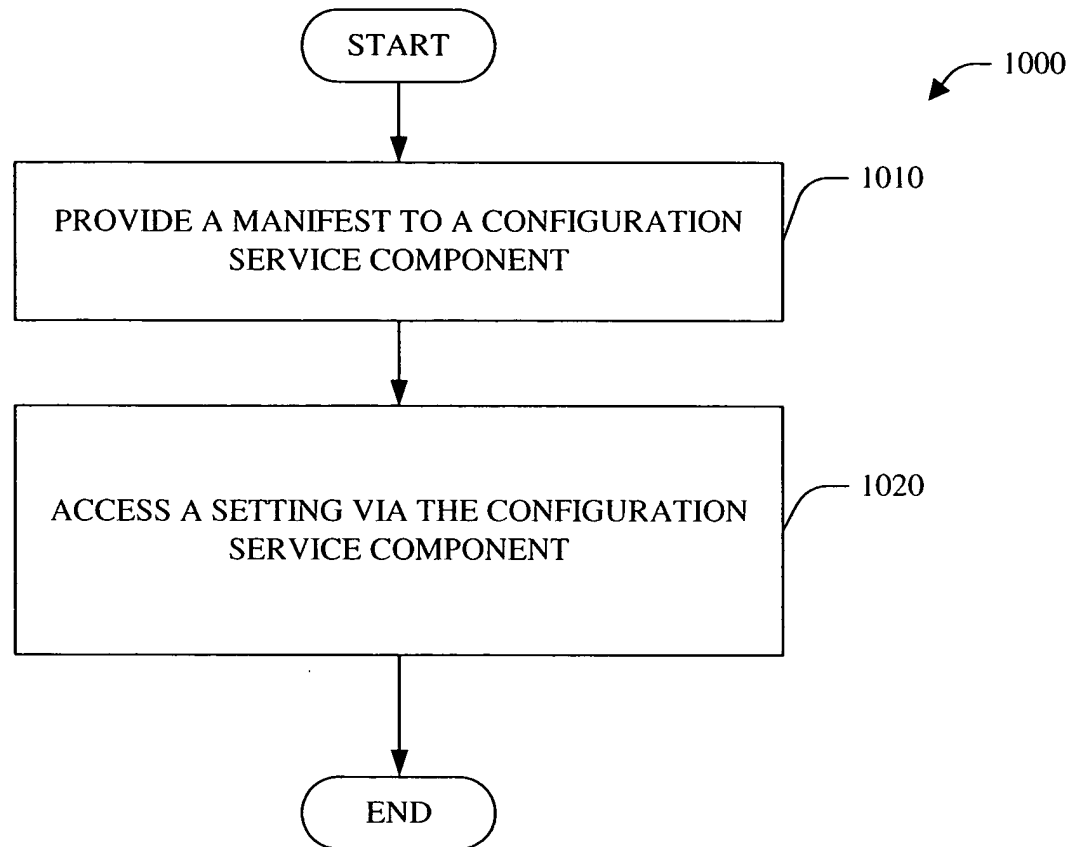 START
1000
1010
PROVIDE A MANIFEST TO A CONFIGURATION
SERVICE COMPONENT
1020
ACCESS A SETTING VIA THE CONFIGURATION
SERVICE COMPONENT
END